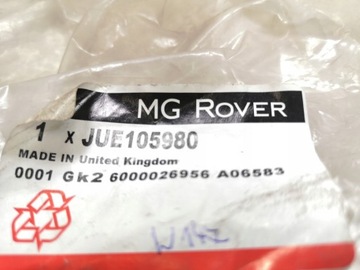 MG ROVER
1 x JUE105980
MADE IN United Kingdom
0001 Gk2 6000026956 A06583